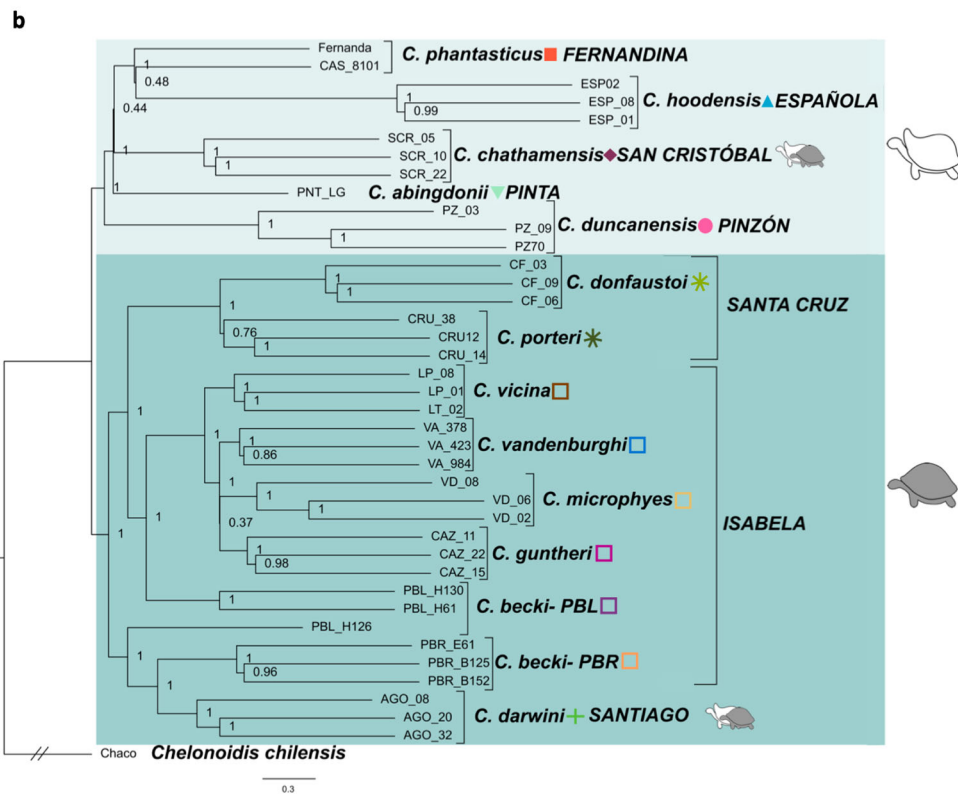 b
Fernanda
CAS_8101
C. phantasticus FERNANDINA
1
0.48
ESP02
ESP_08
ESP_01
C. hoodensis ESPAÑOLA
1
0.99
0.44
SCR_05
SCR_10
SCR_22
C. chathamensis SAN CRISTÓBAL
1
1
1
PNT_LG
C. abingdonii PINTA
1
PZ_03
PZ_09
PZ70
C. duncanensis PINZÓN
1
1
CF_03
CF_09
CF_06
C. donfaustoi
1
1
1
SANTA CRUZ
CRU_38
CRU12
CRU_14
C. porteri
0.76
1
LP_08
LP_01
LT_02
C. vicina
1
1
1
VA_378
VA_423
VA_984
C. vandenburghi
1
1
0.86
VD_08
VD_06
VD_02
C. microphyes
1
1
1
0.37
ISABELA
CAZ_11
CAZ_22
CAZ_15
C. guntheri
1
0.98
1
1
PBL_H130
PBL_H61
C. becki- PBL
1
PBL_H126
PBR_E61
PBR_B125
PBR_B152
C. becki- PBR
1
1
0.96
1
AGO_08
AGO_20
AGO_32
C. darwini SANTIAGO
1
1
Chaco Chelonoidis chilensis
0.3